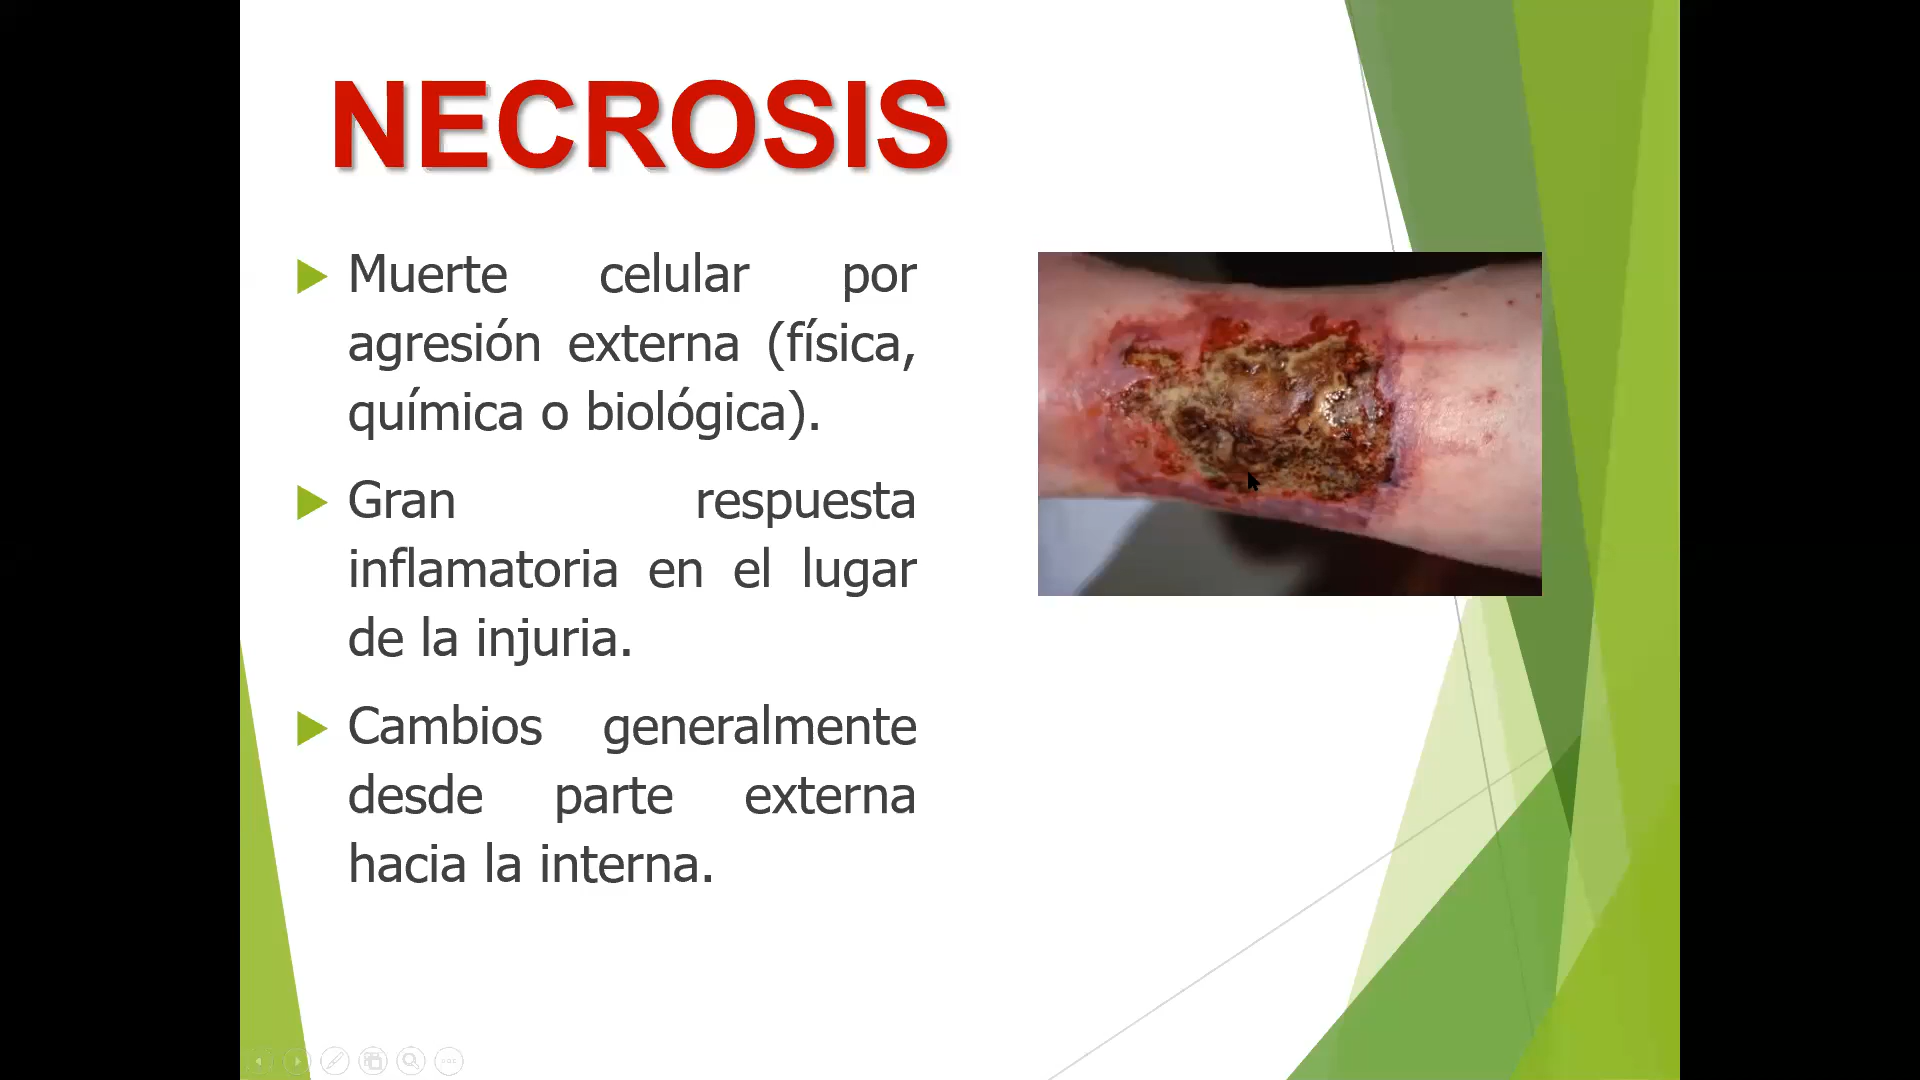 NECROSIS
Muerte celular por
agresión externa (física,
química o biológica).
Gran respuesta
inflamatoria en el lugar
de la injuria.
Cambios generalmente
desde parte externa
hacia la interna.